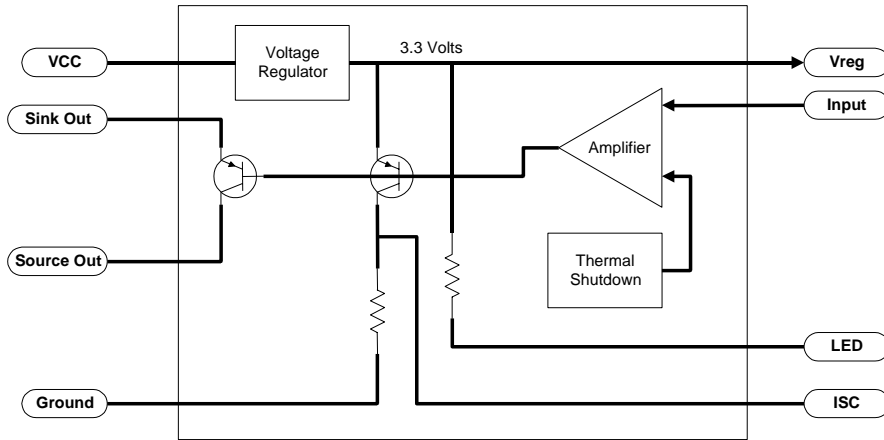 VCC
Voltage
Regulator
3.3 Volts
Vreg
Sink Out
Input
Amplifier
Source Out
Thermal
Shutdown
LED
Ground
ISC